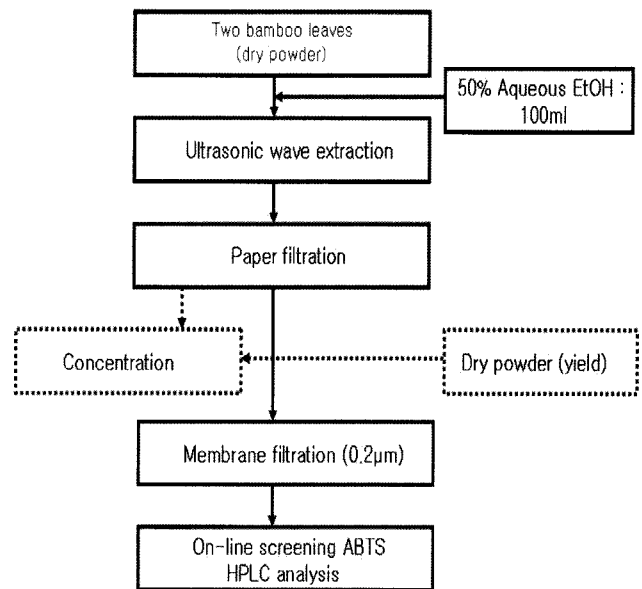 Two bamboo leaves
(dry powder)
50% Aqueous EtOH :
100ml
Ultrasonic wave extraction
Paper filtration
Concentration
Dry powder (yield)
Membrane filtration (0.2μm)
On-line screening ABTS
HPLC analysis